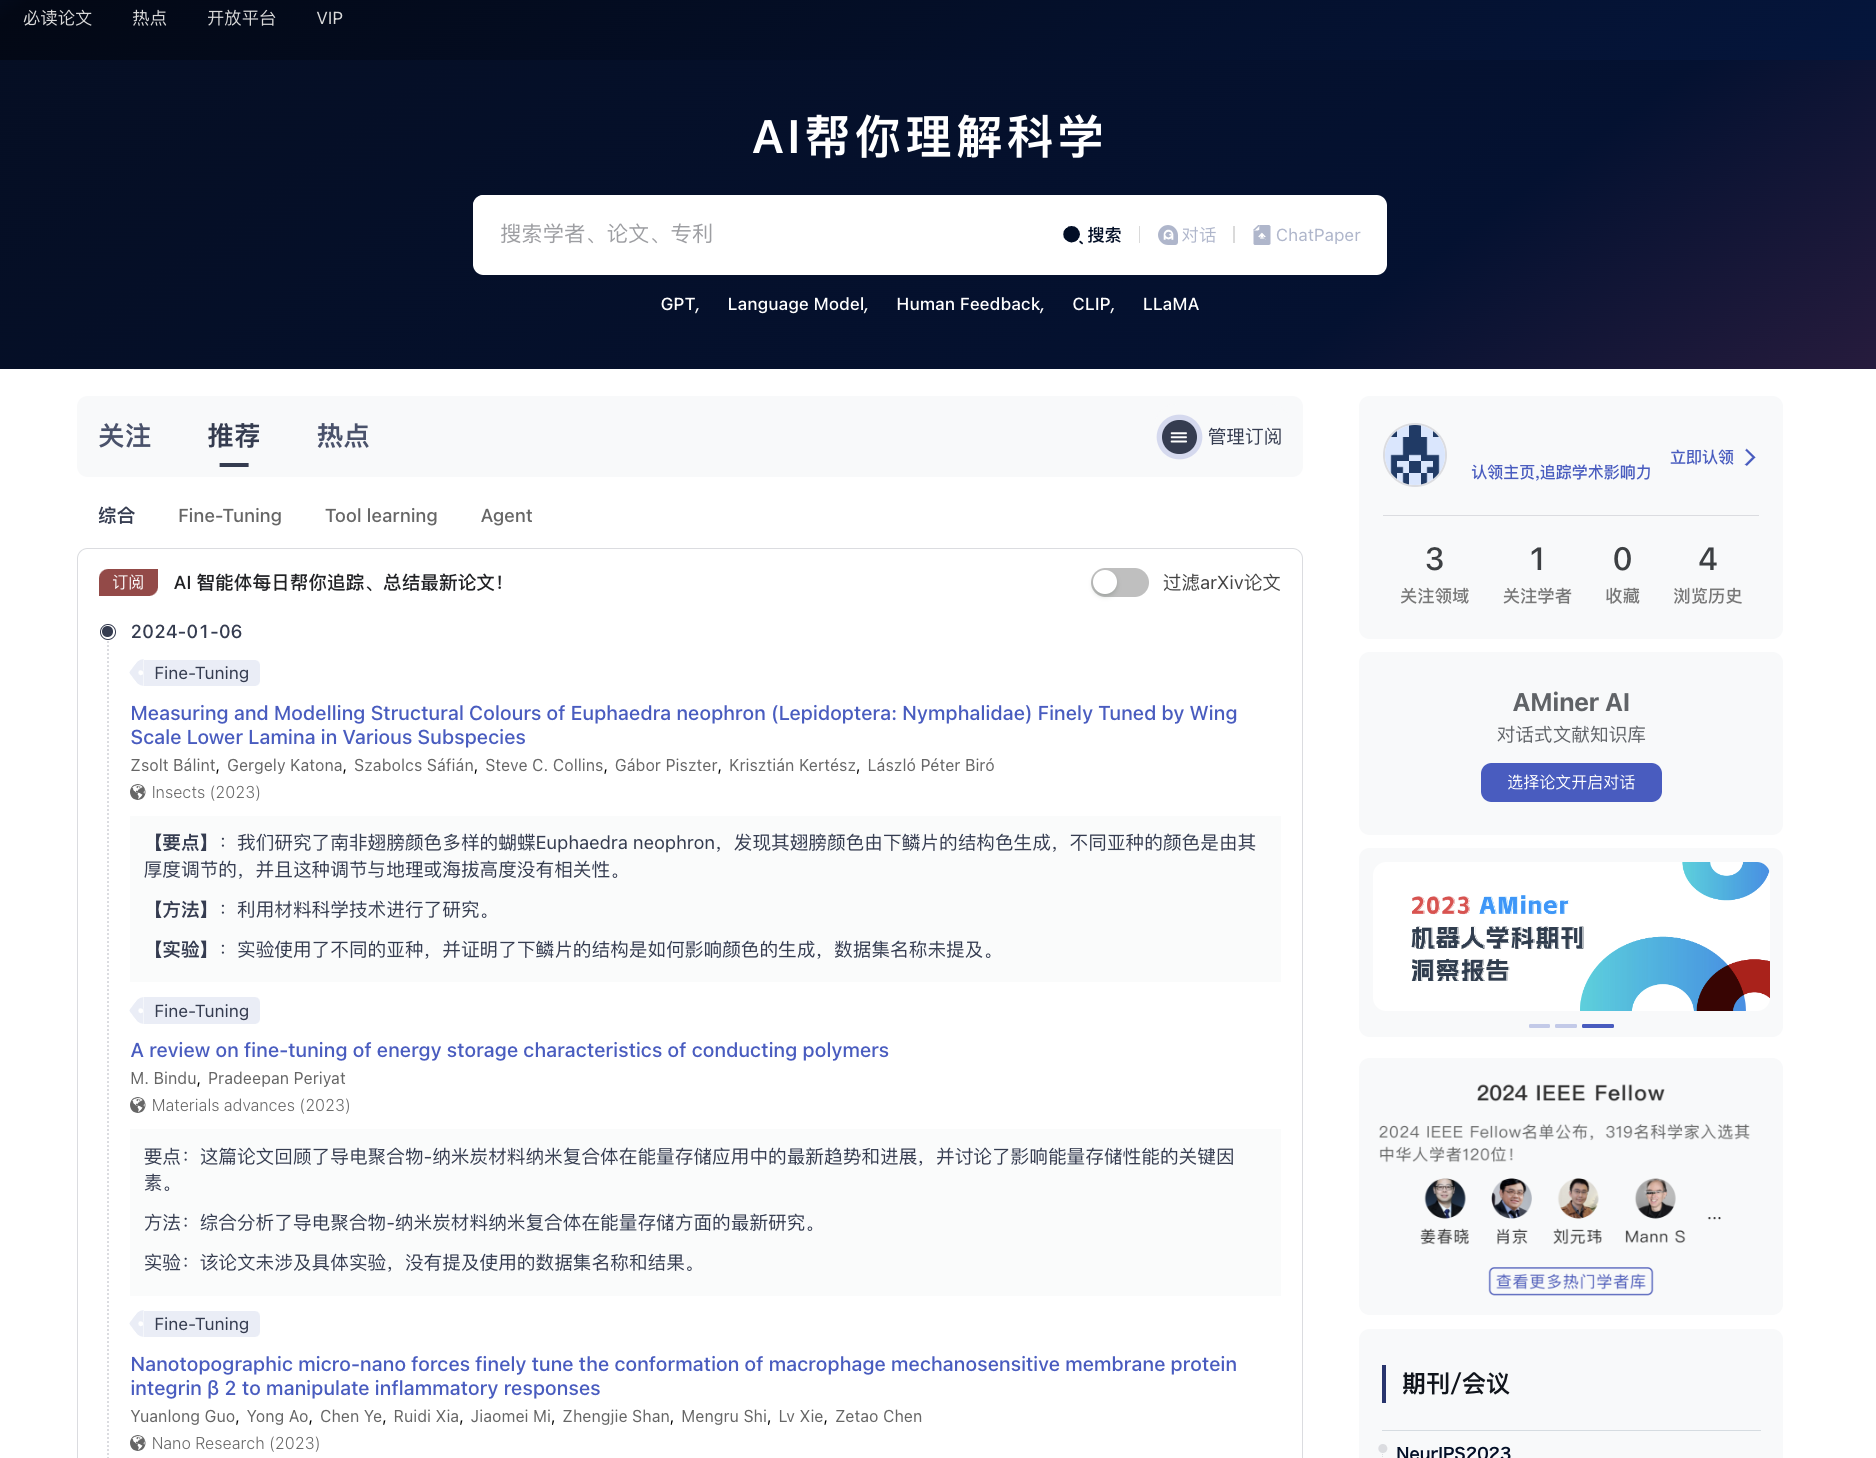 必读论文 热点 开放平台 VIP
AI帮你理解科学
搜索学者、论文、专利 搜索 对话 ChatPaper
GPT, Language Model, Human Feedback, CLIP, LLaMA
关注 推荐 热点 管理订阅
综合 Fine-Tuning Tool learning Agent
订阅 AI 智能体每日帮你追踪、总结最新论文！ 过滤arXiv论文
2024-01-06
Fine-Tuning
Measuring and Modelling Structural Colours of Euphaedra neophron (Lepidoptera: Nymphalidae) Finely Tuned by Wing
Scale Lower Lamina in Various Subspecies
Zsolt Bálint, Gergely Katona, Szabolcs Sáfián, Steve C. Collins, Gábor Piszter, Krisztián Kertész, László Péter Biró
Insects (2023)
【要点】：我们研究了南非翅膀颜色多样的蝴蝶Euphaedra neophron，发现其翅膀颜色由下鳞片的结构色生成，不同亚种的颜色是由其
厚度调节的，并且这种调节与地理或海拔高度没有相关性。
【方法】：利用材料科学技术进行了研究。
【实验】：实验使用了不同的亚种，并证明了下鳞片的结构是如何影响颜色的生成，数据集名称未提及。
Fine-Tuning
A review on fine-tuning of energy storage characteristics of conducting polymers
M. Bindu, Pradeepan Periyat
Materials advances (2023)
要点：这篇论文回顾了导电聚合物-纳米炭材料纳米复合体在能量存储应用中的最新趋势和进展，并讨论了影响能量存储性能的关键因
素。
方法：综合分析了导电聚合物-纳米炭材料纳米复合体在能量存储方面的最新研究。
实验：该论文未涉及具体实验，没有提及使用的数据集名称和结果。
Fine-Tuning
Nanotopographic micro-nano forces finely tune the conformation of macrophage mechanosensitive membrane protein
integrin β 2 to manipulate inflammatory responses
Yuanlong Guo, Yong Ao, Chen Ye, Ruidi Xia, Jiaomei Mi, Zhengjie Shan, Mengru Shi, Lv Xie, Zetao Chen
Nano Research (2023)
认领主页,追踪学术影响力 立即认领
3 1 0 4
关注领域 关注学者 收藏 浏览历史
AMiner AI
对话式文献知识库
选择论文开启对话
2023 AMiner
机器人学科期刊
洞察报告
2024 IEEE Fellow
2024 IEEE Fellow名单公布，319名科学家入选其
中华人学者120位！
姜春晓 肖京 刘元玮 Mann S ...
查看更多热门学者库
期刊/会议
NeurIPS2023